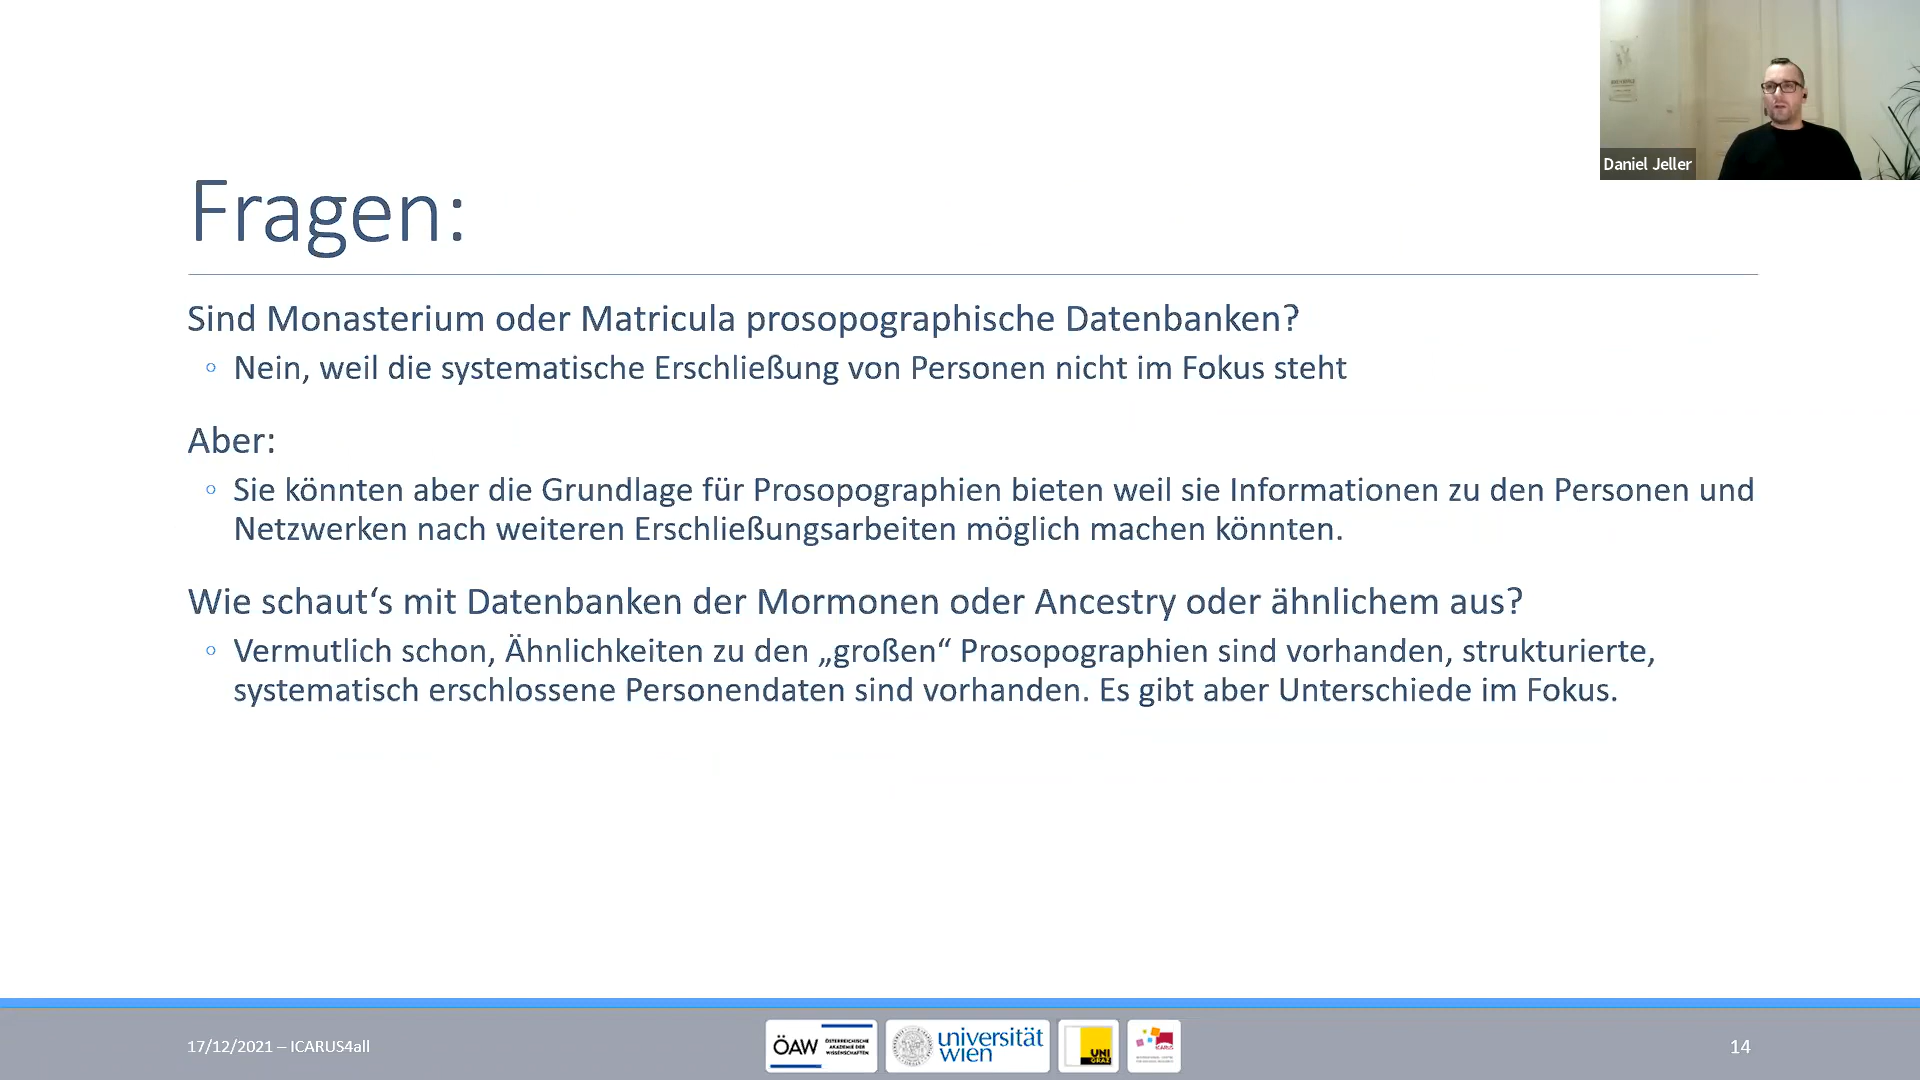 Daniel Jeller
Fragen:
Sind Monasterium oder Matricula prosopographische Datenbanken?
◦ Nein, weil die systematische Erschließung von Personen nicht im Fokus steht
Aber:
◦ Sie könnten aber die Grundlage für Prosopographien bieten weil sie Informationen zu den Personen und
Netzwerken nach weiteren Erschließungsarbeiten möglich machen könnten.
Wie schaut‘s mit Datenbanken der Mormonen oder Ancestry oder ähnlichem aus?
◦ Vermutlich schon, Ähnlichkeiten zu den „großen“ Prosopographien sind vorhanden, strukturierte,
systematisch erschlossene Personendaten sind vorhanden. Es gibt aber Unterschiede im Fokus.
17/12/2021 – ICARUS4all
ÖAW
ÖSTERREICHISCHE
AKADEMIE DER
WISSENSCHAFTEN
universität
wien
UNI
GRAZ
ICARUS
14